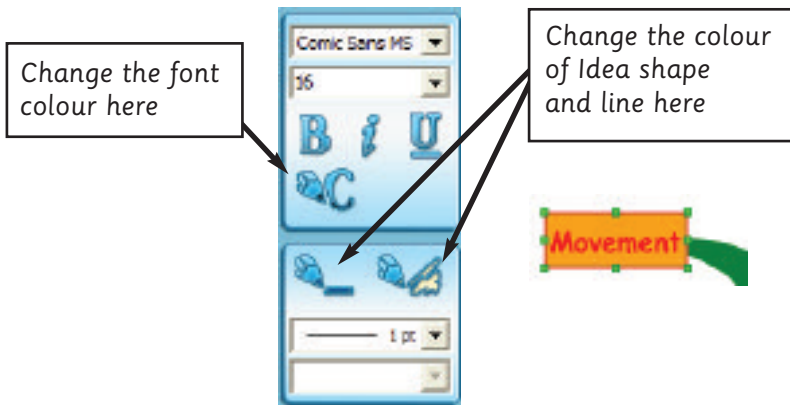 Change the font
colour here
Comic Sans MS
16
B i U
C
1 pt
Change the colour
of Idea shape
and line here
Movement